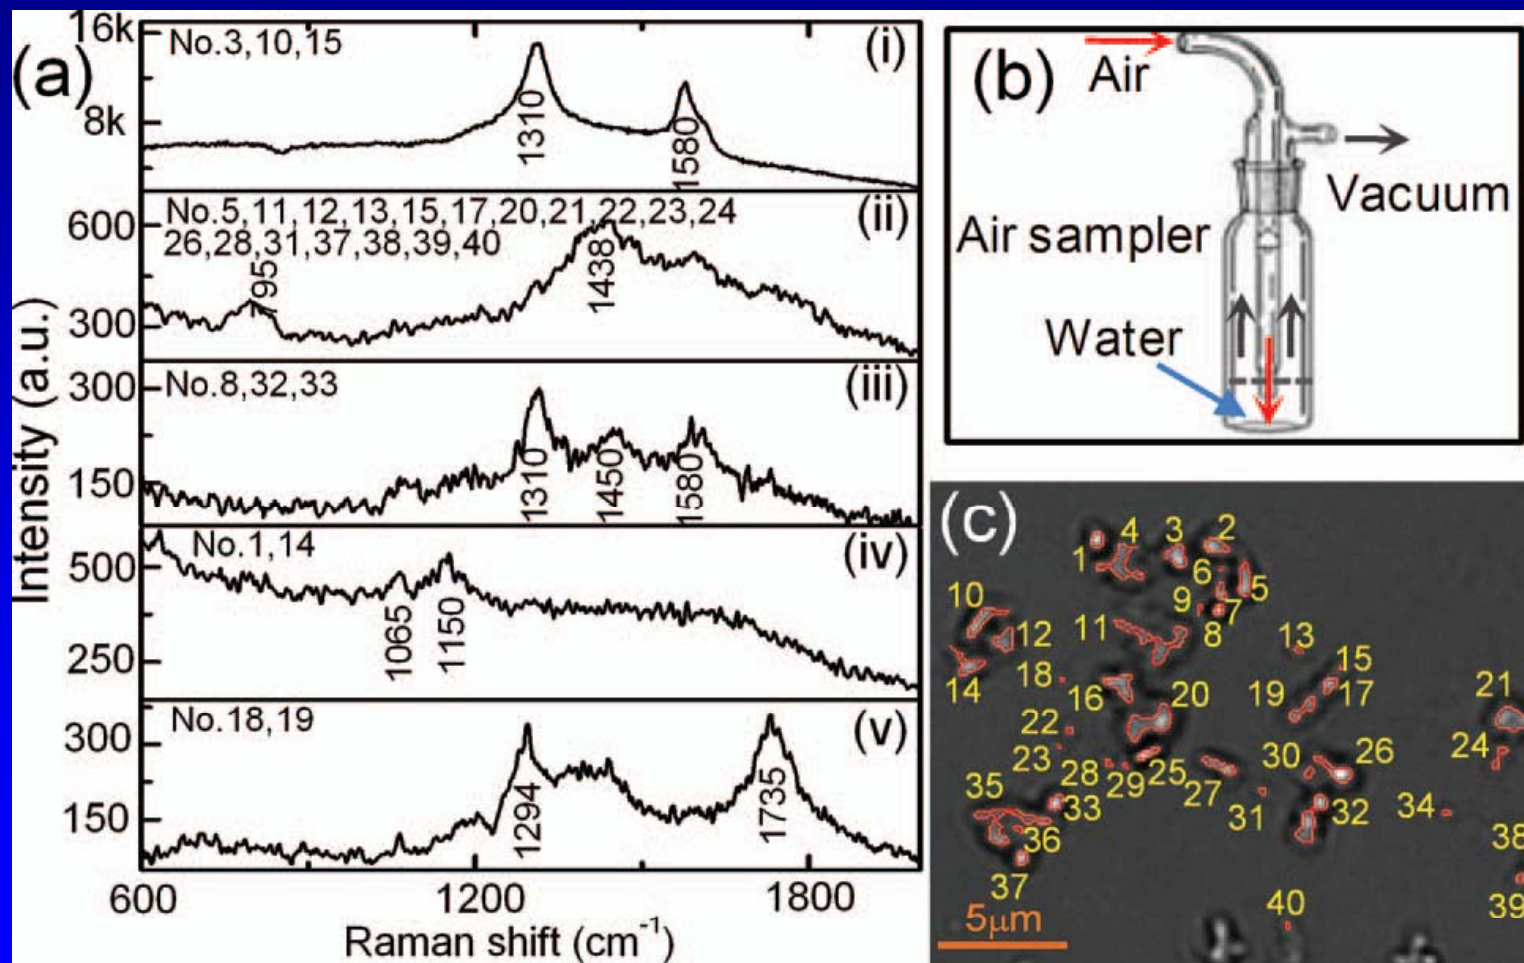 (a)
Intensity (a.u.)
16k
8k
No.3,10,15
(i)
1310
1580
600
300
No.5,11,12,13,15,17,20,21,22,23,24
26,28,31,37,38,39,40
(ii)
795
1438
300
150
No.8,32,33
(iii)
1310
1450
1580
500
250
No.1,14
(iv)
1065
1150
300
150
No.18,19
(v)
1294
1735
600 1200 1800
Raman shift (cm⁻¹)
(b)
Air
Vacuum
Air sampler
Water
(c)
4 3 2
1
6
5
10 9 7
11 8
12 13
15
14 18 16 20 19 17 21
22
23 30 26 24
28 29 25 27
35 33 31 32 34
36 38
37
40 39
5μm